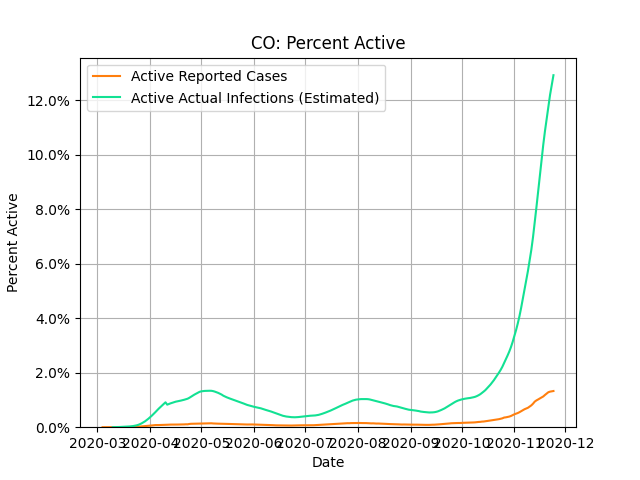 CO: Percent Active
Active Reported Cases
Active Actual Infections (Estimated)
12.0%
10.0%
8.0%
6.0%
4.0%
2.0%
0.0%
Percent Active
2020-03 2020-04 2020-05 2020-06 2020-07 2020-08 2020-09 2020-10 2020-11 2020-12
Date